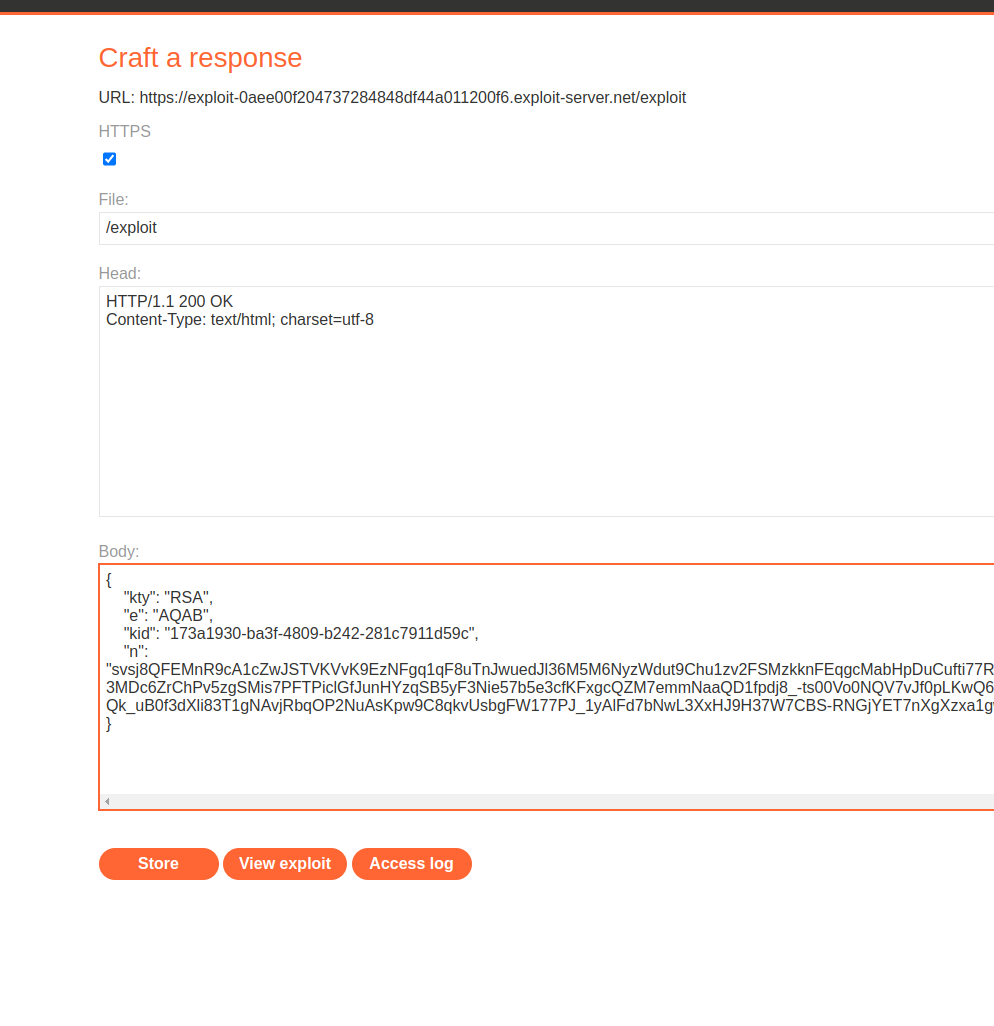 Craft a response
URL: https://exploit-0aee00f204737284848df44a011200f6.exploit-server.net/exploit
HTTPS
File:
/exploit
Head:
HTTP/1.1 200 OK
Content-Type: text/html; charset=utf-8
Body:
{
"kty": "RSA",
"e": "AQAB",
"kid": "173a1930-ba3f-4809-b242-281c7911d59c",
"n":
"svsj8QFEMnR9cA1cZwJSTVKVvK9EzNFgq1qF8uTnJwuedJl36M5M6NyzWdut9Chu1zv2FSMzkknFEqgcMabHpDuCufti77R
3MDc6ZrChPv5zgSMis7PFTPiclGfJunHYzqSB5yF3Nie57b5e3cfKFxgcQZM7emmNaaQD1fpdj8_-ts00Vo0NQV7vJf0pLKwQ6
Qk_uB0f3dXli83T1gNAvjRbqOP2NuAsKpw9C8qkvUsbgFW177PJ_1yAlFd7bNwL3XxHJ9H37W7CBS-RNGjYET7nXgXzxa1g
}
Store
View exploit
Access log